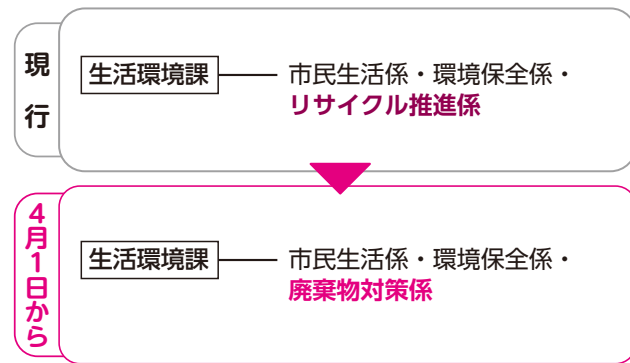 現行
生活環境課
市民生活係・環境保全係・
リサイクル推進係
4月1日から
生活環境課
市民生活係・環境保全係・
廃棄物対策係